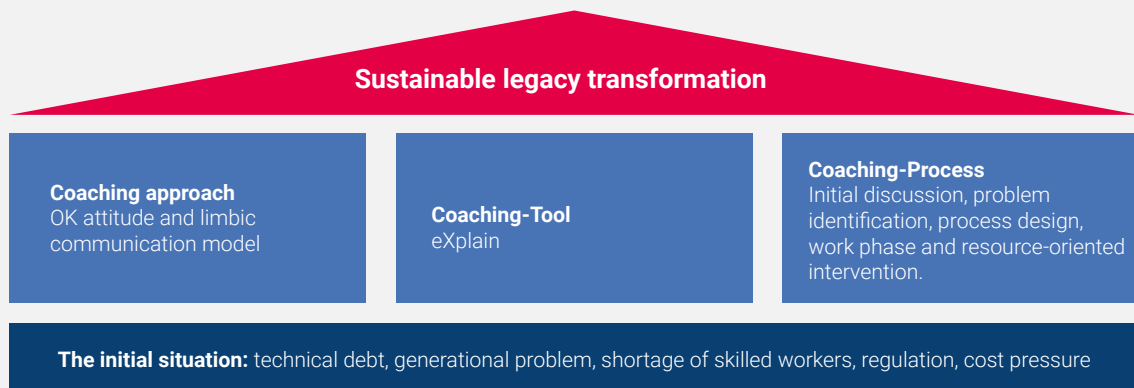 Sustainable legacy transformation
Coaching approach
OK attitude and limbic
communication model
Coaching-Tool
eXplain
Coaching-Process
Initial discussion, problem
identification, process design,
work phase and resource-oriented
intervention.
The initial situation: technical debt, generational problem, shortage of skilled workers, regulation, cost pressure